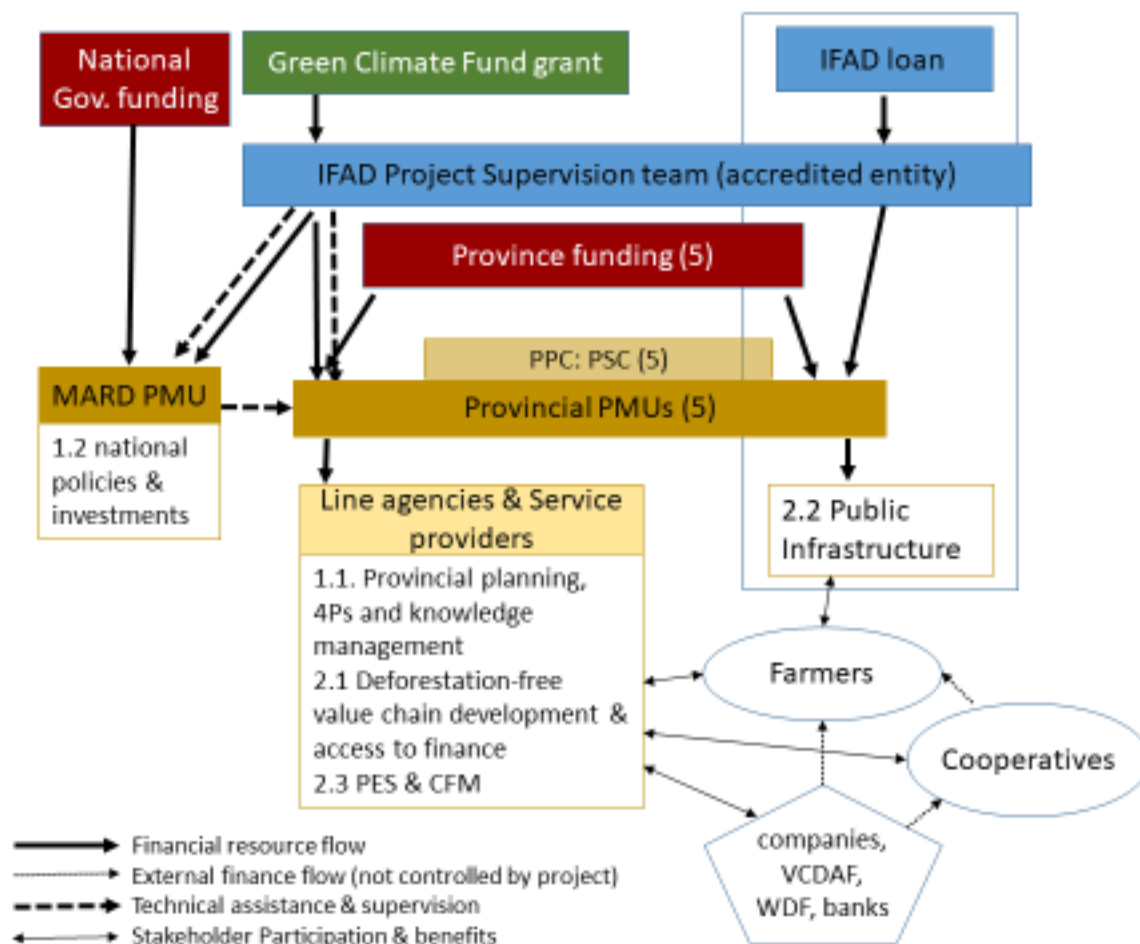 National
Gov. funding
Green Climate Fund grant
IFAD loan
IFAD Project Supervision team (accredited entity)
Province funding (5)
PPC: PSC (5)
MARD PMU
Provincial PMUs (5)
1.2 national
policies &
investments
Line agencies & Service
providers
1.1. Provincial planning,
4Ps and knowledge
management
2.1 Deforestation-free
value chain development &
access to finance
2.3 PES & CFM
2.2 Public
Infrastructure
Farmers
Cooperatives
companies,
VCDAF,
WDF, banks
Financial resource flow
External finance flow (not controlled by project)
Technical assistance & supervision
Stakeholder Participation & benefits